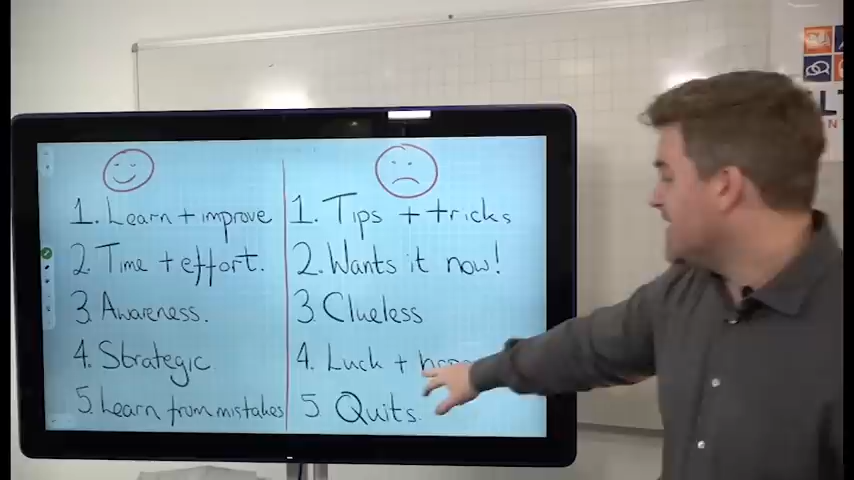 1. Learn + improve
2. Time + effort.
3. Awareness.
4. Strategic
5. Learn from mistakes
1. Tips + tricks
2. Wants it now!
3. Clueless
4. Luck +
5 Quits.